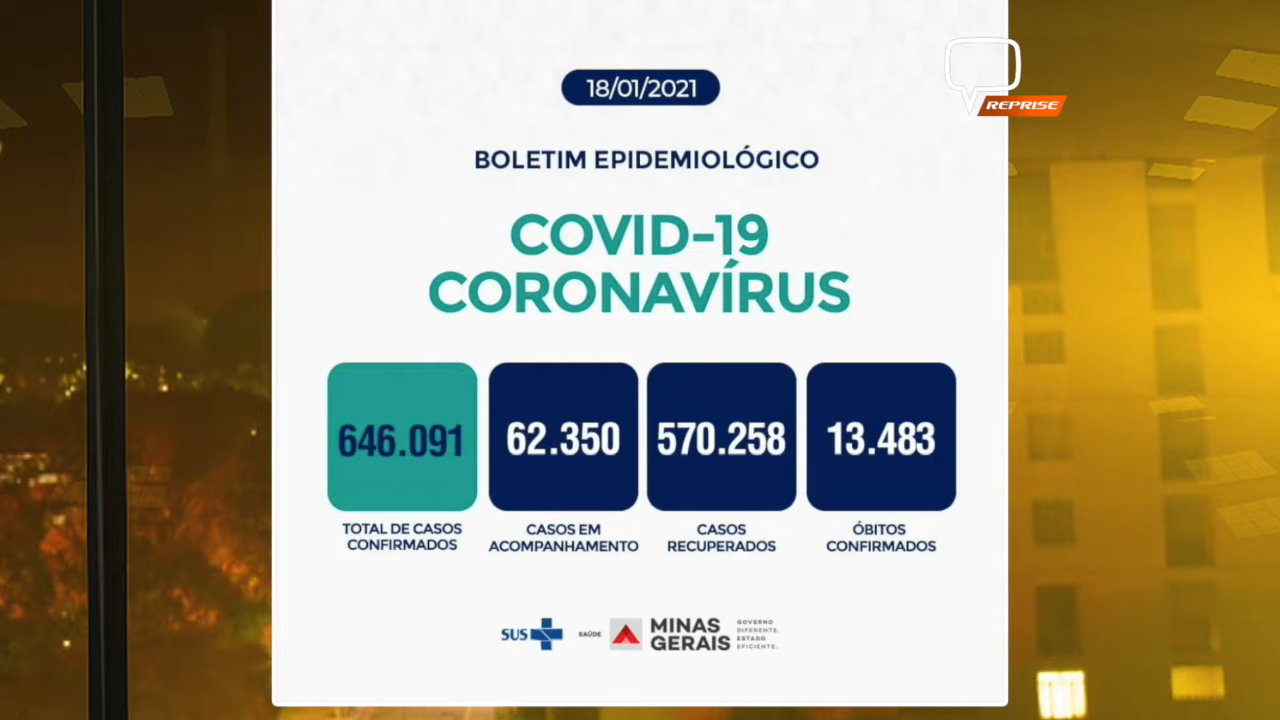 18/01/2021
REPRISE
BOLETIM EPIDEMIOLÓGICO
COVID-19
CORONAVÍRUS
646.091
62.350
570.258
13.483
TOTAL DE CASOS
CONFIRMADOS
CASOS EM
ACOMPANHAMENTO
CASOS
RECUPERADOS
ÓBITOS
CONFIRMADOS
SUS
SAÚDE
MINAS
GERAIS
GOVERNO
DIFERENTE.
ESTADO
EFICIENTE.